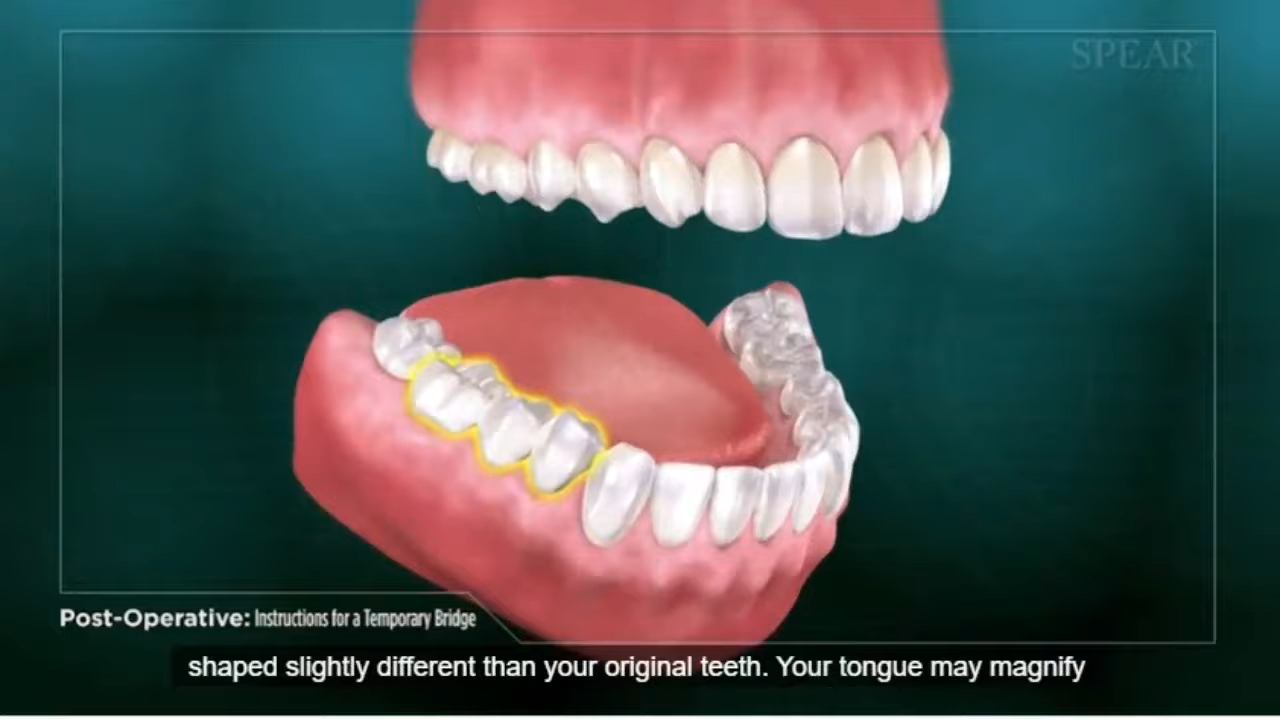 SPEAR
Post-Operative: Instructions for a Temporary Bridge
shaped slightly different than your original teeth. Your tongue may magnify